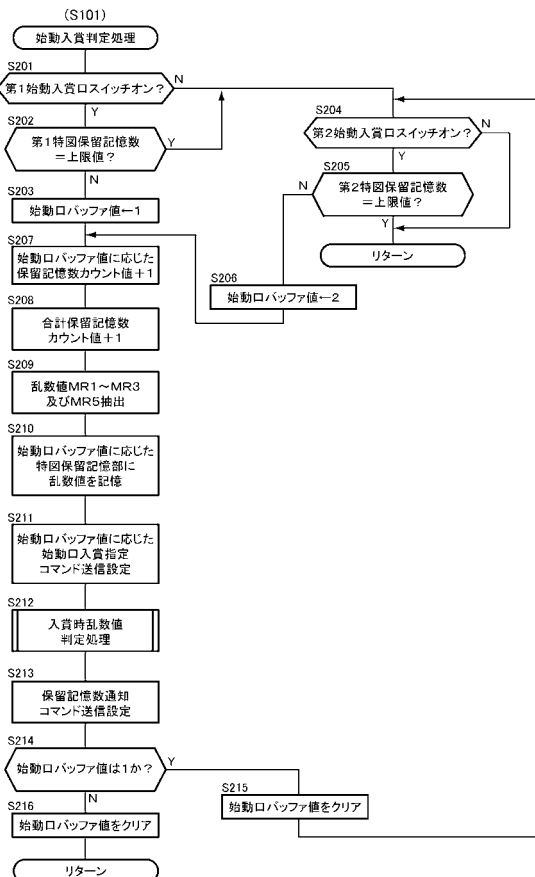 (S101)
始動入賞判定処理
S201
第1始動入賞口スイッチオン？
N
Y
S202
第1特図保留記憶数
＝上限値？
Y
N
S203
始動口バッファ値←1
S204
第2始動入賞口スイッチオン？
N
Y
S205
第2特図保留記憶数
＝上限値？
N
Y
リターン
S206
始動口バッファ値←2
S207
始動口バッファ値に応じた
保留記憶数カウント値＋1
S208
合計保留記憶数
カウント値＋1
S209
乱数値MR1～MR3
及びMR5抽出
S210
始動口バッファ値に応じた
特図保留記憶部に
乱数値を記憶
S211
始動口バッファ値に応じた
始動口入賞指定
コマンド送信設定
S212
入賞時乱数値
判定処理
S213
保留記憶数通知
コマンド送信設定
S214
始動口バッファ値は1か？
Y
N
S215
始動口バッファ値をクリア
S216
始動口バッファ値をクリア
リターン